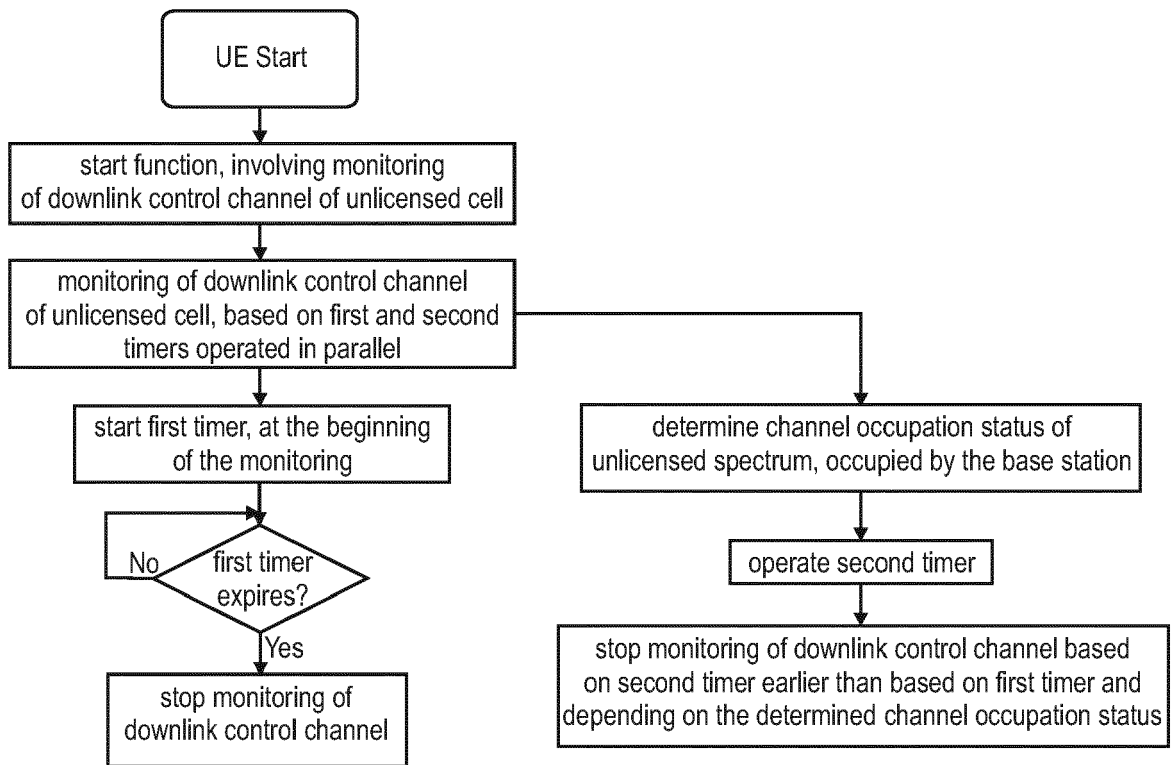 UE Start
start function, involving monitoring
of downlink control channel of unlicensed cell
monitoring of downlink control channel
of unlicensed cell, based on first and second
timers operated in parallel
start first timer, at the beginning
of the monitoring
No
first timer
expires?
Yes
stop monitoring of
downlink control channel
determine channel occupation status of
unlicensed spectrum, occupied by the base station
operate second timer
stop monitoring of downlink control channel based
on second timer earlier than based on first timer and
depending on the determined channel occupation status